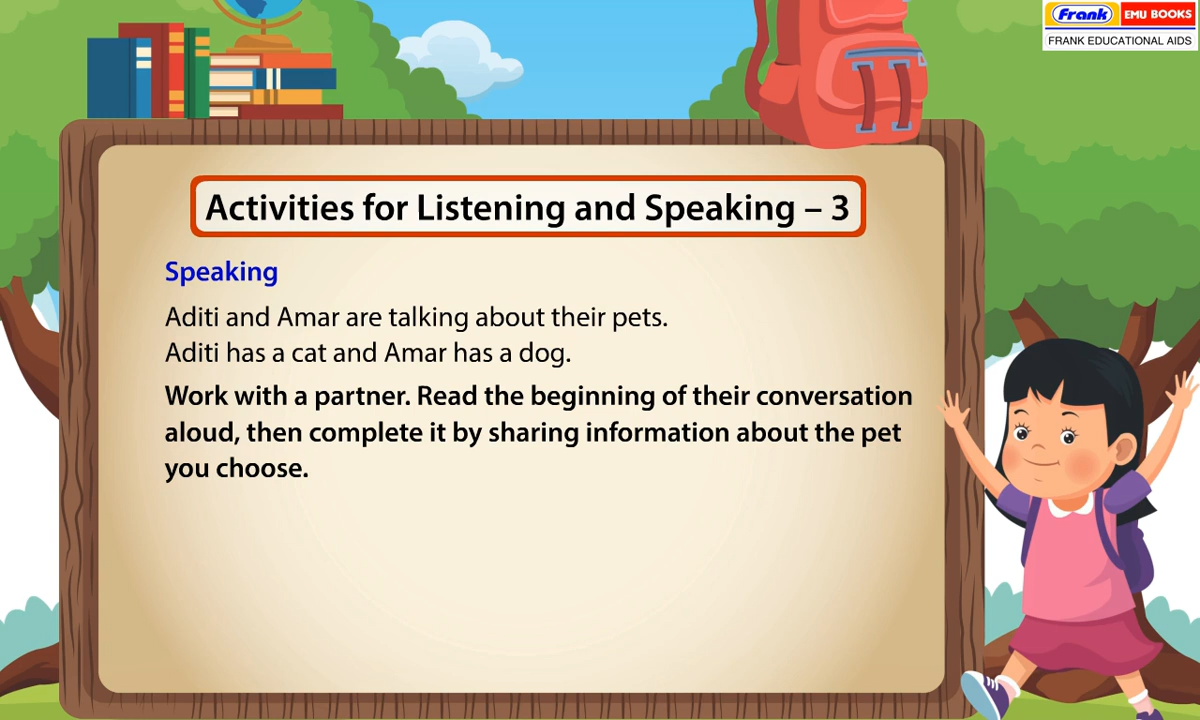 Frank EMU BOOKS
FRANK EDUCATIONAL AIDS
Activities for Listening and Speaking – 3
Speaking
Aditi and Amar are talking about their pets.
Aditi has a cat and Amar has a dog.
Work with a partner. Read the beginning of their conversation
aloud, then complete it by sharing information about the pet
you choose.